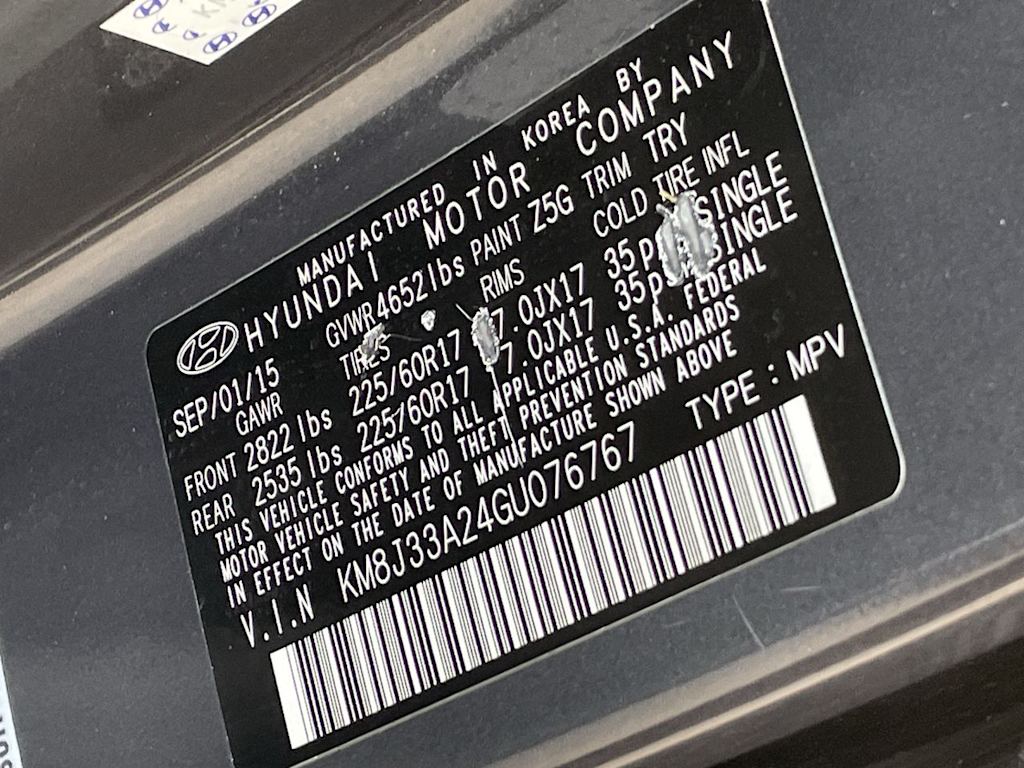 MANUFACTURED IN KOREA BY
HYUNDAI MOTOR COMPANY
SEP/01/15 GVWR 4652lbs PAINT Z5G TRIM TRY
GAWR TIRES RIMS COLD TIRE INFL
FRONT 2822 lbs 225/60R17 7.0JX17 35 SINGLE
REAR 2535 lbs 225/60R17 7.0JX17 35 SINGLE
THIS VEHICLE CONFORMS TO ALL APPLICABLE U.S.A. FEDERAL
MOTOR VEHICLE SAFETY AND THEFT PREVENTION STANDARDS
IN EFFECT ON THE DATE OF MANUFACTURE SHOWN ABOVE
V.I.N KM8J33A24GU076767 TYPE : MPV